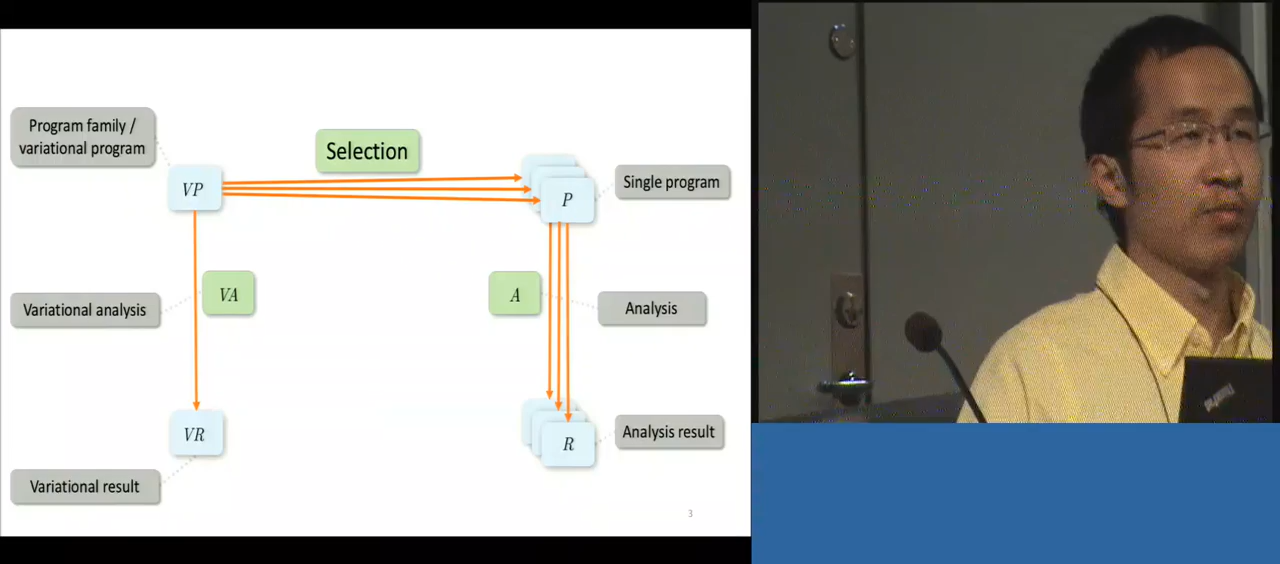 Program family /
variational program
Selection
VP
P
Single program
Variational analysis
VA
A
Analysis
VR
R
Analysis result
Variational result
3